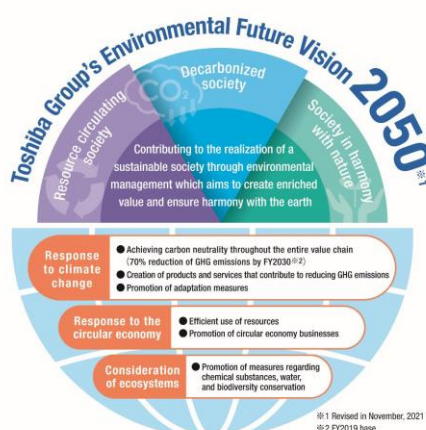 Toshiba Group's Environmental Future Vision 2050※1
Resource circulating
society
CO2
Decarbonized
society
Society in harmony
with nature
Contributing to the realization of a
sustainable society through environmental
management which aims to create enriched
value and ensure harmony with the earth
Response
to climate
change
● Achieving carbon neutrality throughout the entire value chain
(70% reduction of GHG emissions by FY2030※2)
● Creation of products and services that contribute to reducing GHG emissions
● Promotion of adaptation measures
Response to the
circular economy
● Efficient use of resources
● Promotion of circular economy businesses
Consideration
of ecosystems
● Promotion of measures regarding
chemical substances, water,
and biodiversity conservation
※1 Revised in November, 2021
※2 FY2019 base